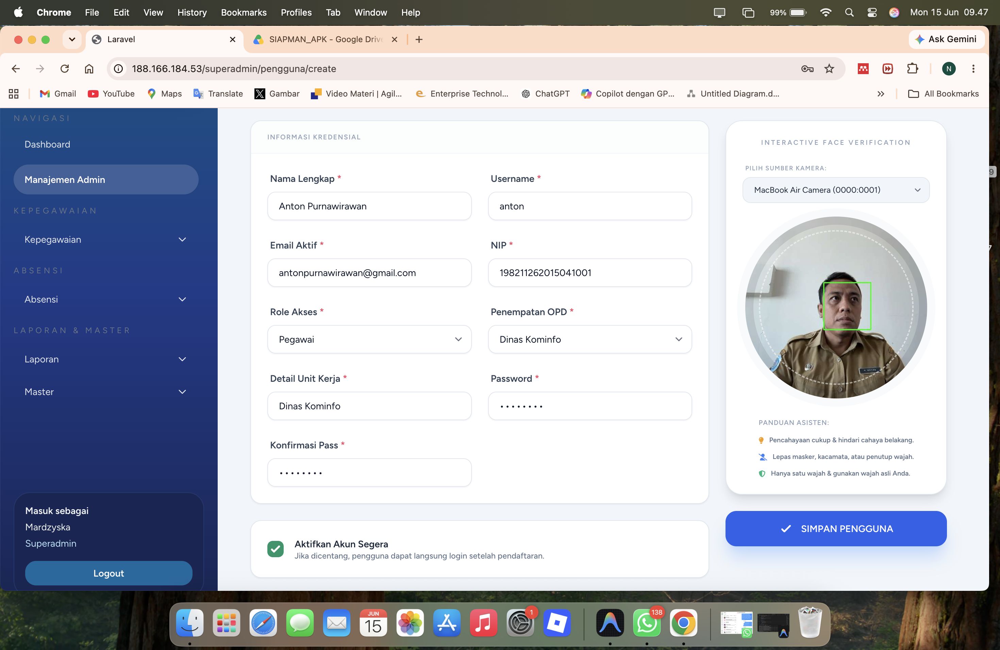 Chrome File Edit View History Bookmarks Profiles Tab Window Help 99% Mon 15 Jun 09.47
Laravel SIAPMAN_APK - Google Drive Ask Gemini
188.166.184.53/superadmin/pengguna/create N
Gmail YouTube Maps Translate Gambar Video Materi | Agil... Enterprise Technol... ChatGPT Copilot dengan GP... Untitled Diagram.d... All Bookmarks
NAVIGASI
Dashboard
Manajemen Admin
KEPEGAWAIAN
Kepegawaian
ABSENSI
Absensi
LAPORAN & MASTER
Laporan
Master
Masuk sebagai
Mardzyska
Superadmin
Logout
INFORMASI KREDENSIAL
Nama Lengkap * Username *
Anton Purnawirawan anton
Email Aktif * NIP *
antonpurnawirawan@gmail.com 198211262015041001
Role Akses * Penempatan OPD *
Pegawai Dinas Kominfo
Detail Unit Kerja * Password *
Dinas Kominfo ••••••••
Konfirmasi Pass *
••••••••
Aktifkan Akun Segera
Jika dicentang, pengguna dapat langsung login setelah pendaftaran.
INTERACTIVE FACE VERIFICATION
PILIH SUMBER KAMERA:
MacBook Air Camera (0000:0001)
PANDUAN ASISTEN:
Pencahayaan cukup & hindari cahaya belakang.
Lepas masker, kacamata, atau penutup wajah.
Hanya satu wajah & gunakan wajah asli Anda.
SIMPAN PENGGUNA
9
JUN
15
1
138